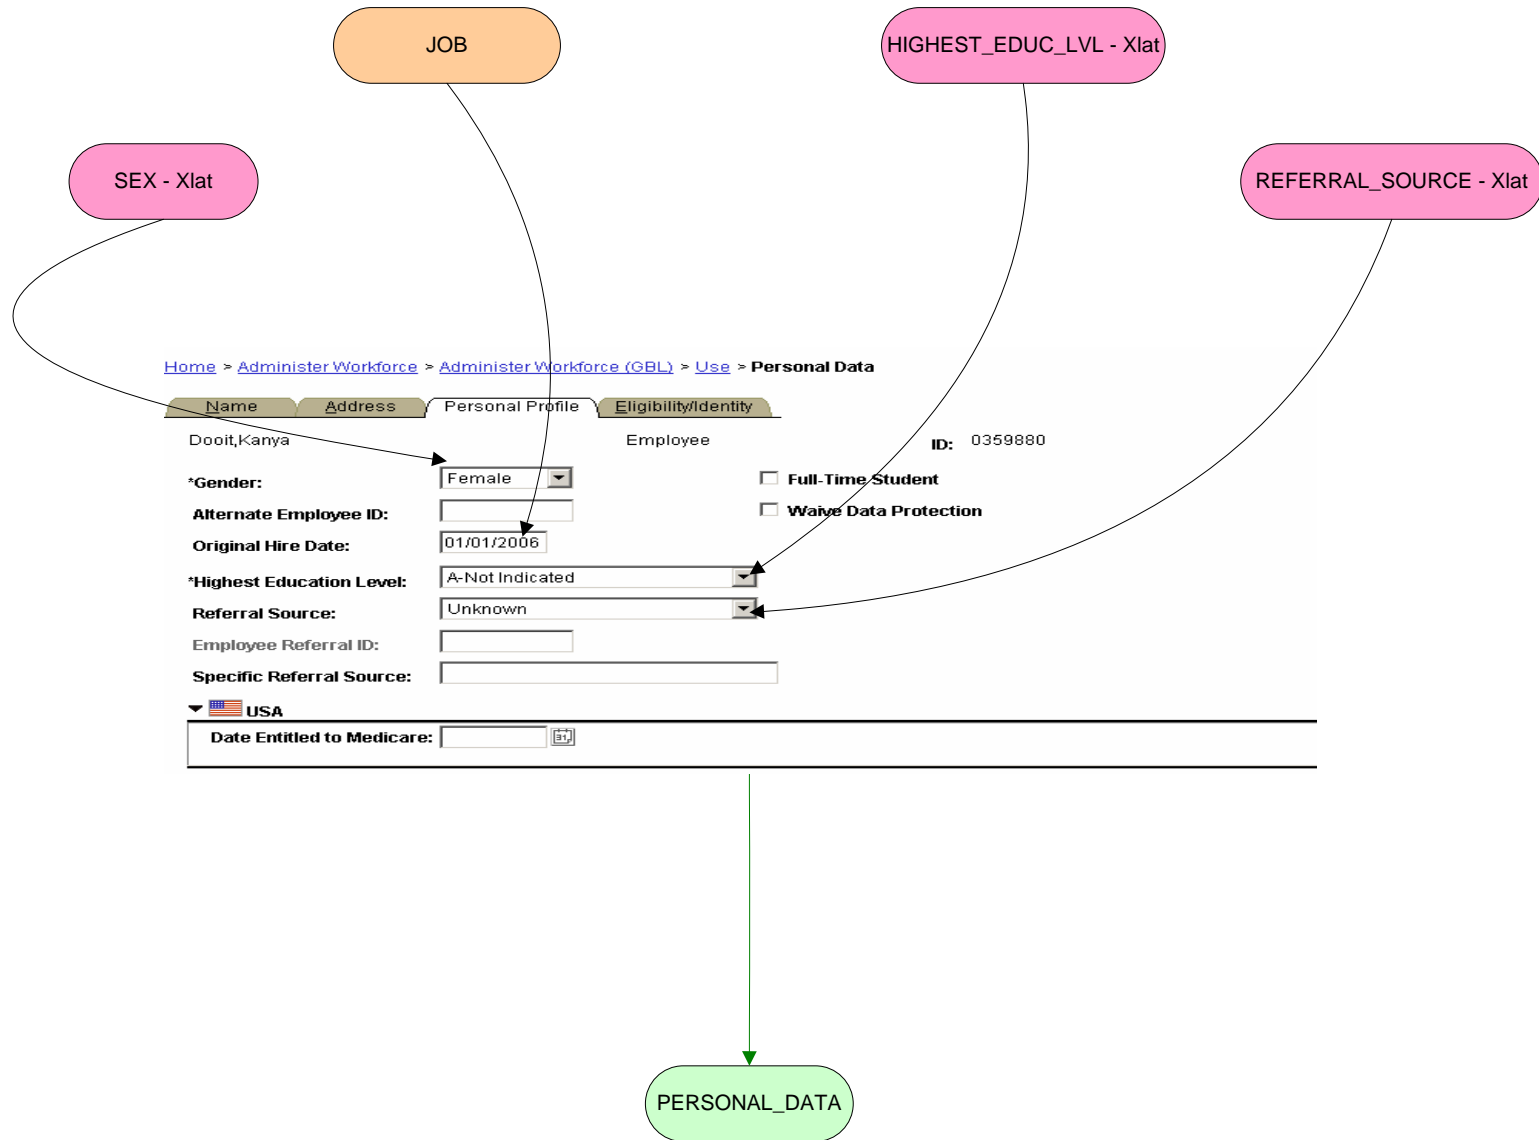 JOB
HIGHEST_EDUC_LVL - Xlat
SEX - Xlat
REFERRAL_SOURCE - Xlat
Home > Administer Workforce > Administer Workforce (GBL) > Use > Personal Data
Name Address Personal Profile Eligibility/Identity
Dooit,Kanya Employee ID: 0359880
*Gender: Female Full-Time Student
Alternate Employee ID: Waive Data Protection
Original Hire Date: 01/01/2006
*Highest Education Level: A-Not Indicated
Referral Source: Unknown
Employee Referral ID:
Specific Referral Source:
USA
Date Entitled to Medicare: 31
PERSONAL_DATA